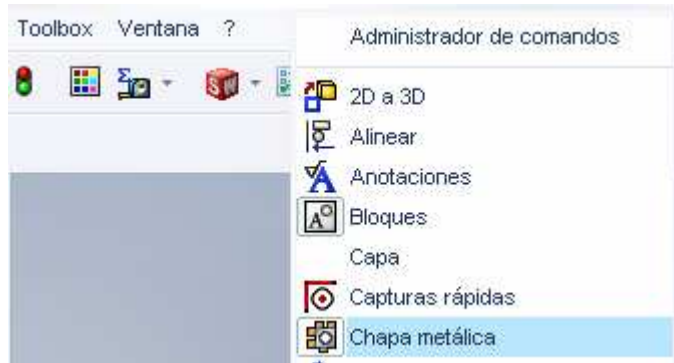 Toolbox Ventana ?
Administrador de comandos
2D a 3D
Alinear
Anotaciones
Bloques
Capa
Capturas rápidas
Chapa metálica